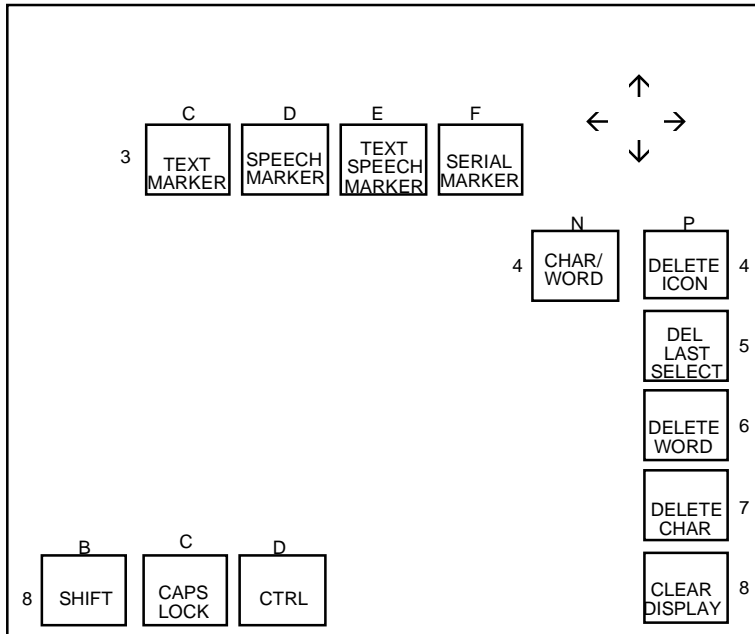 ↑
← →
↓
C D E F
3
TEXT
MARKER
SPEECH
MARKER
TEXT
SPEECH
MARKER
SERIAL
MARKER
N P
4
CHAR/
WORD
DELETE
ICON
4
DEL
LAST
SELECT
5
DELETE
WORD
6
DELETE
CHAR
7
B C D
8
SHIFT
CAPS
LOCK
CTRL
CLEAR
DISPLAY
8